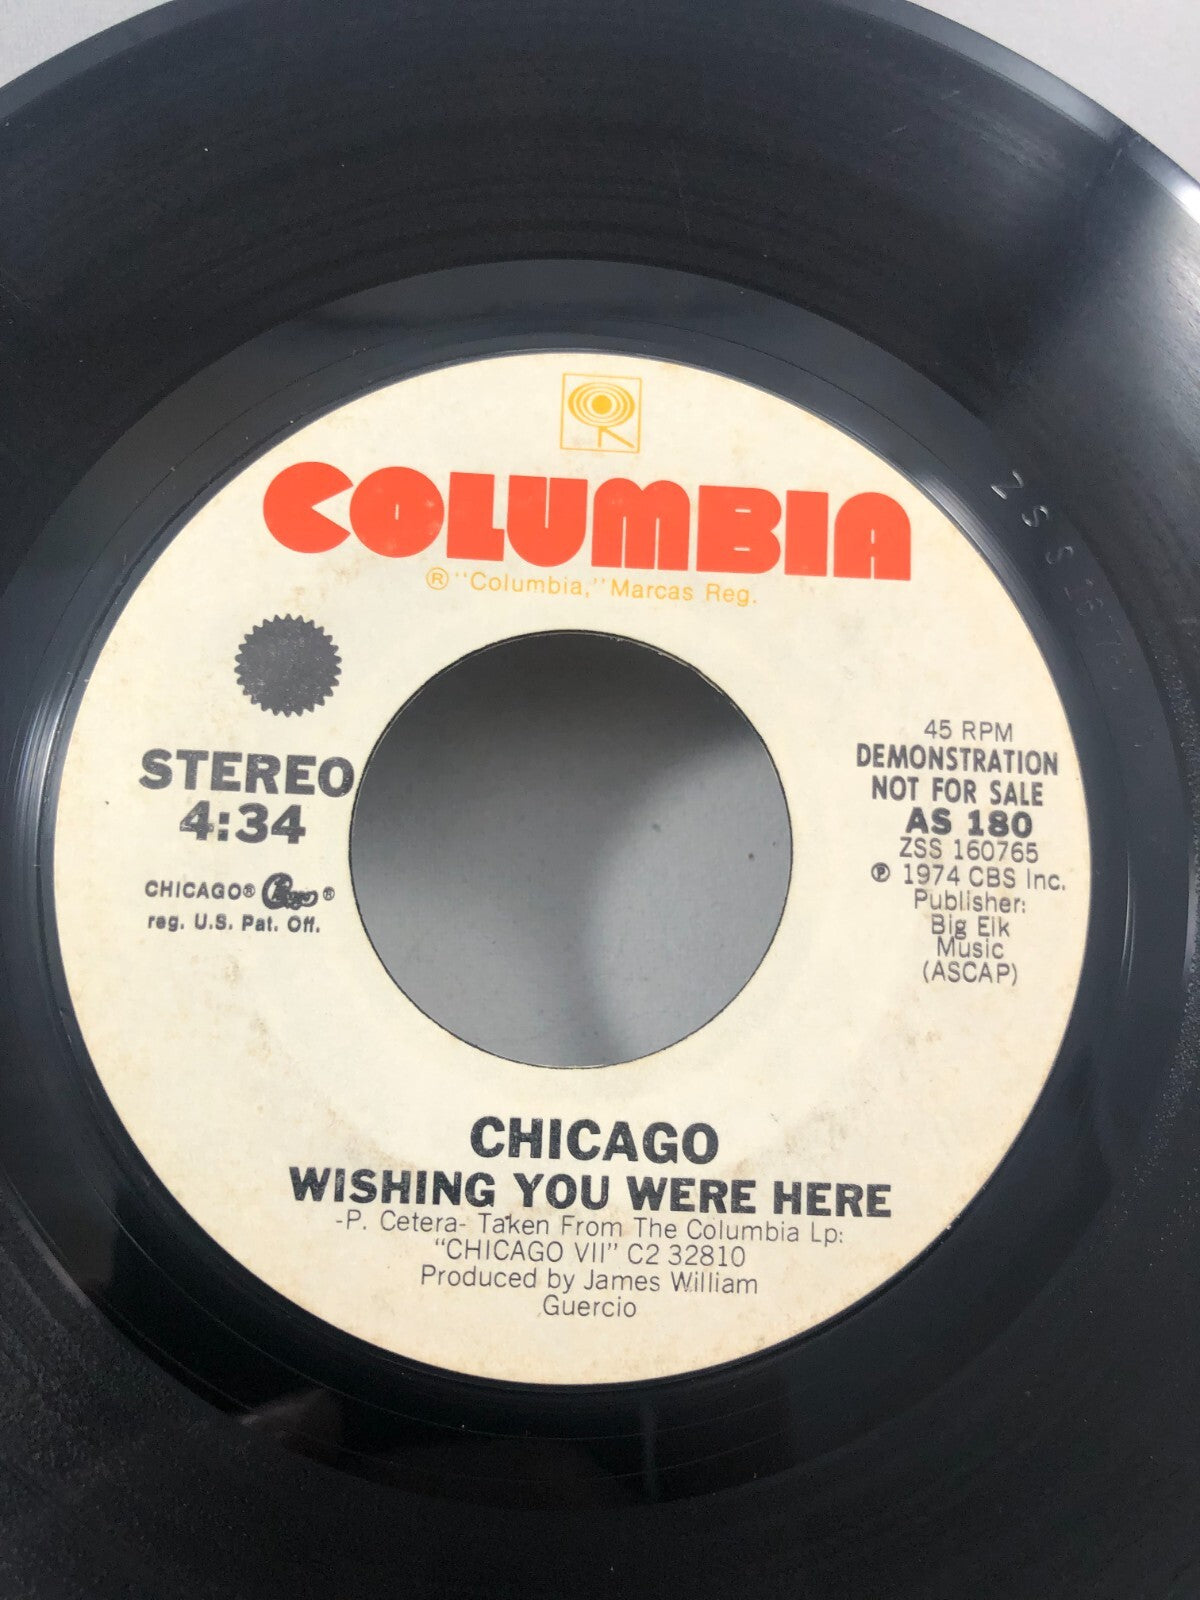 COLUMBIA
® "Columbia," Marcas Reg.
STEREO
4:34
CHICAGO® Chicago ®
reg. U.S. Pat. Off.
45 RPM
DEMONSTRATION
NOT FOR SALE
AS 180
ZSS 160765
℗ 1974 CBS Inc.
Publisher:
Big Elk
Music
(ASCAP)
CHICAGO
WISHING YOU WERE HERE
-P. Cetera- Taken From The Columbia Lp:
"CHICAGO VII" C2 32810
Produced by James William
Guercio
ZSS